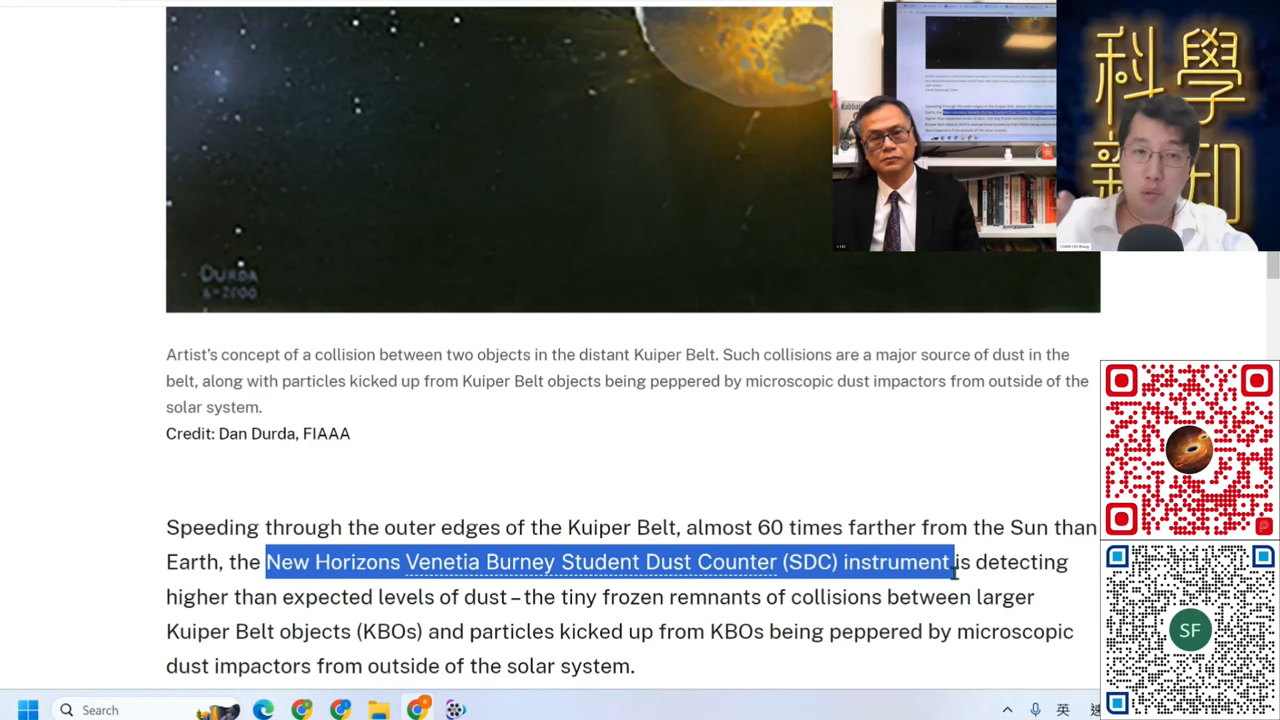 DURDA
6-2000
科學
新知
Kabbal
Artist's concept of a collision between two objects in the distant Kuiper Belt. Such collisions are a major source of dust in the
belt, along with particles kicked up from Kuiper Belt objects being peppered by microscopic dust impactors from outside of the
solar system.
Credit: Dan Durda, FIAAA
Speeding through the outer edges of the Kuiper Belt, almost 60 times farther from the Sun than
Earth, the New Horizons Venetia Burney Student Dust Counter (SDC) instrument is detecting
higher than expected levels of dust – the tiny frozen remnants of collisions between larger
Kuiper Belt objects (KBOs) and particles kicked up from KBOs being peppered by microscopic
dust impactors from outside of the solar system.
SF
Search
英